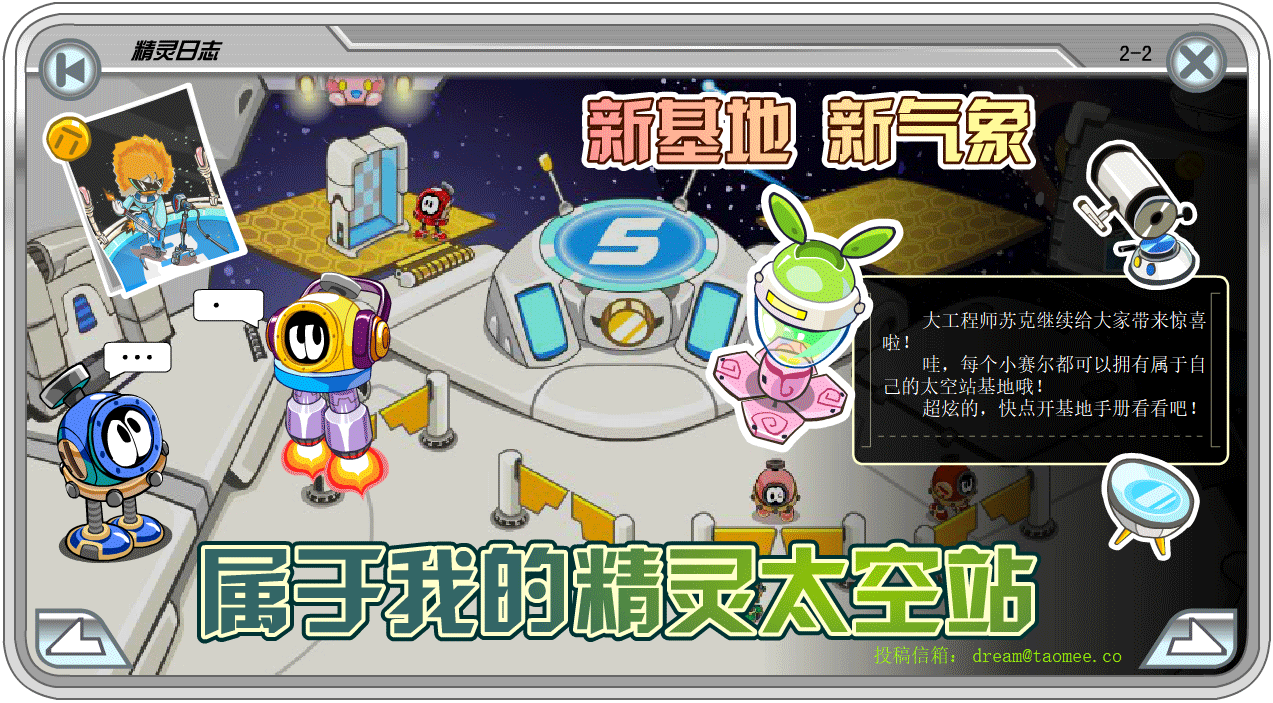 精灵日志
2-2
新基地 新气象
S
大工程师苏克继续给大家带来惊喜
啦！
哇，每个小赛尔都可以拥有属于自
己的太空站基地哦！
超炫的，快点开基地手册看看吧！
属于我的精灵太空站
投稿信箱：dream@taomee.co